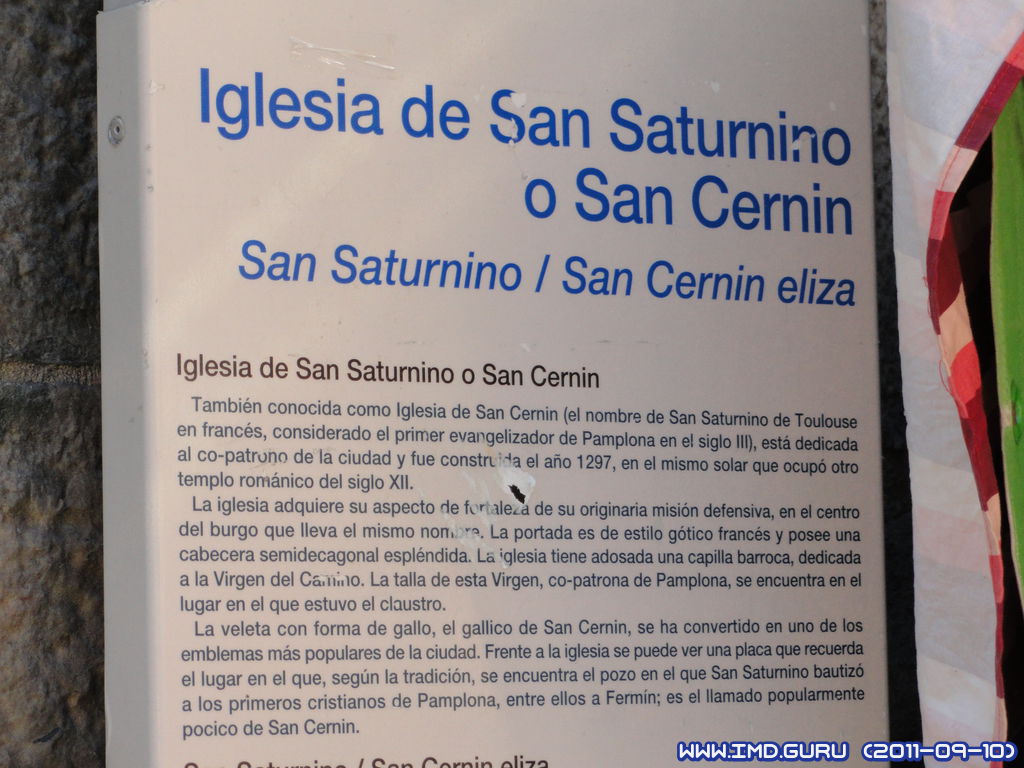 Iglesia de San Saturnino
o San Cernin
San Saturnino / San Cernin eliza
Iglesia de San Saturnino o San Cernin
También conocida como Iglesia de San Cernin (el nombre de San Saturnino de Toulouse
en francés, considerado el primer evangelizador de Pamplona en el siglo III), está dedicada
al co-patrono de la ciudad y fue construida el año 1297, en el mismo solar que ocupó otro
templo románico del siglo XII.
La iglesia adquiere su aspecto de fortaleza de su originaria misión defensiva, en el centro
del burgo que lleva el mismo nombre. La portada es de estilo gótico francés y posee una
cabecera semidecagonal espléndida. La iglesia tiene adosada una capilla barroca, dedicada
a la Virgen del Camino. La talla de esta Virgen, co-patrona de Pamplona, se encuentra en el
lugar en el que estuvo el claustro.
La veleta con forma de gallo, el gallico de San Cernin, se ha convertido en uno de los
emblemas más populares de la ciudad. Frente a la iglesia se puede ver una placa que recuerda
el lugar en el que, según la tradición, se encuentra el pozo en el que San Saturnino bautizó
a los primeros cristianos de Pamplona, entre ellos a Fermín; es el llamado popularmente
pocico de San Cernin.
San Saturnino / San Cernin eliza
WWW.IMD.GURU (2011-09-10)